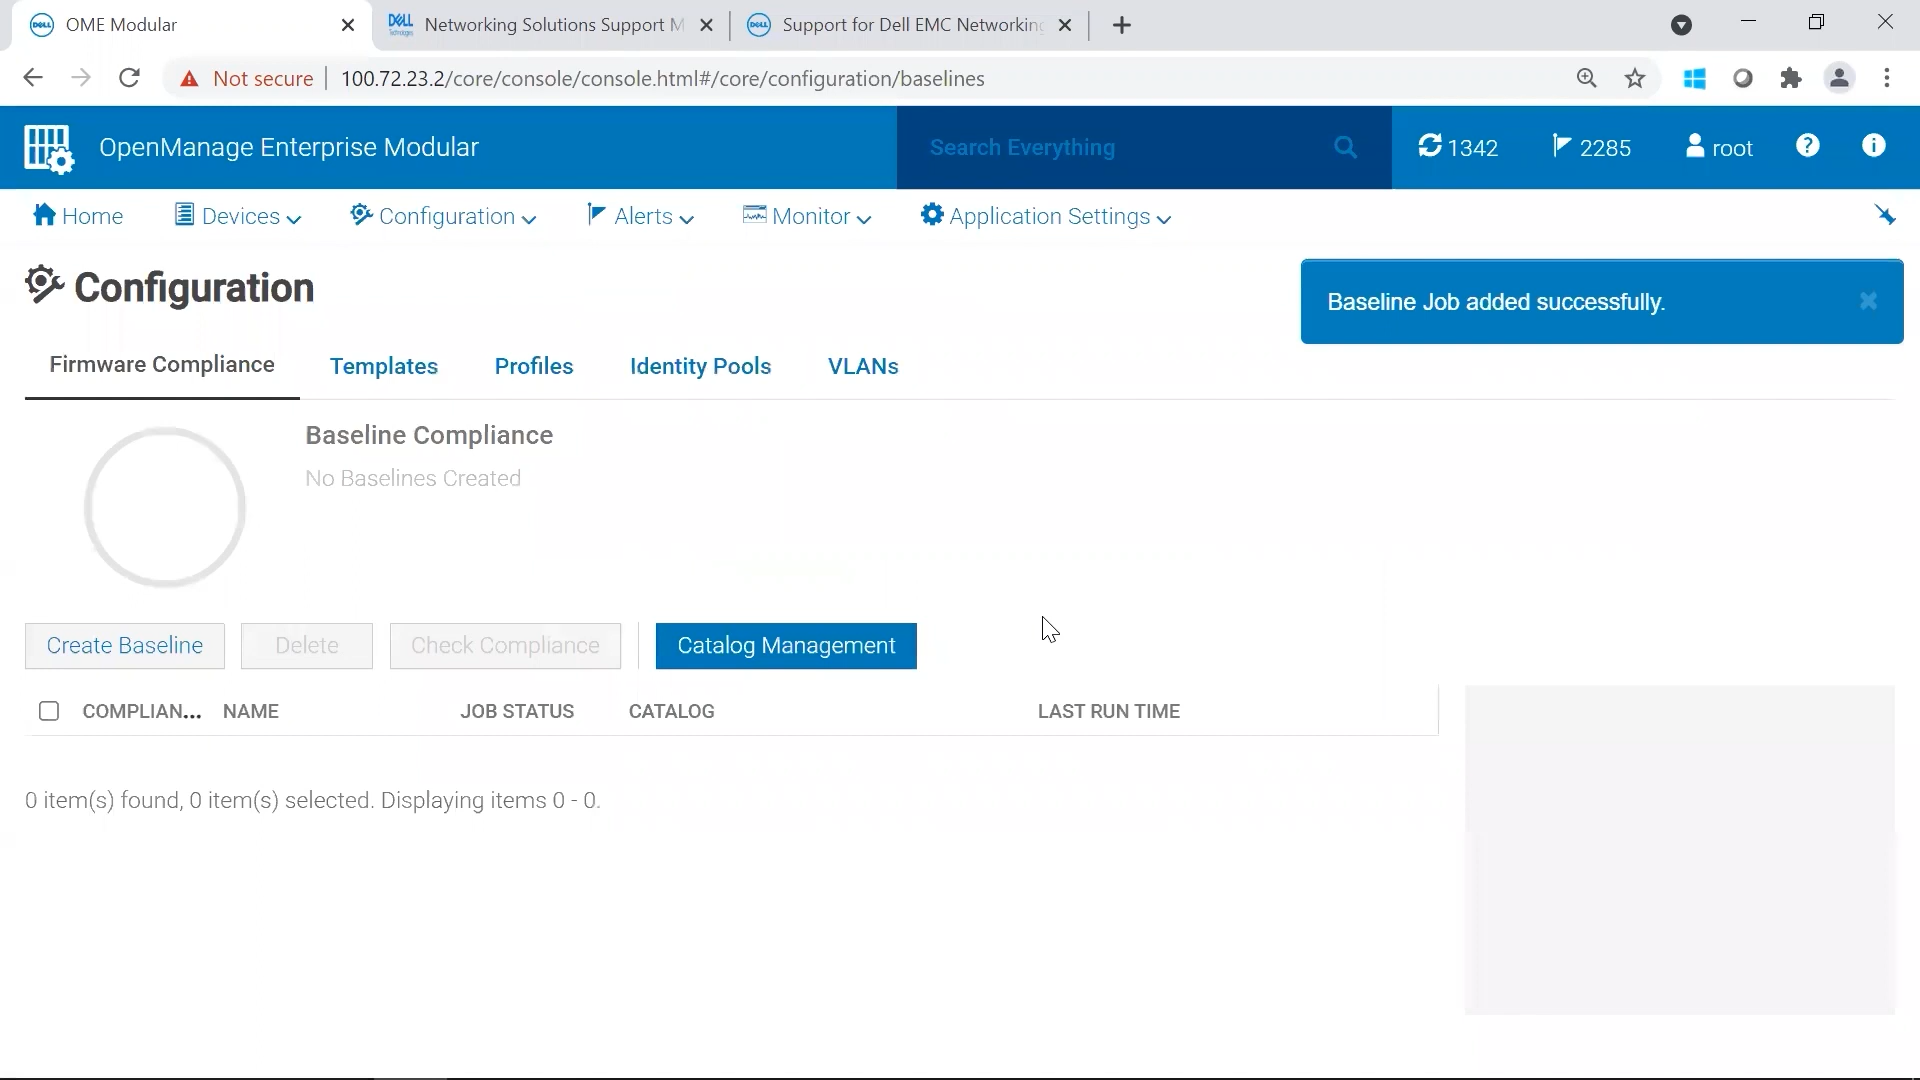 OME Modular
DELL Technologies
Networking Solutions Support M
Support for Dell EMC Networking
Not secure
100.72.23.2/core/console/console.html#/core/configuration/baselines
OpenManage Enterprise Modular
Search Everything
1342
2285
root
Home
Devices
Configuration
Alerts
Monitor
Application Settings
Configuration
Baseline Job added successfully.
Firmware Compliance
Templates
Profiles
Identity Pools
VLANs
Baseline Compliance
No Baselines Created
Create Baseline
Delete
Check Compliance
Catalog Management
COMPLIAN...
NAME
JOB STATUS
CATALOG
LAST RUN TIME
0 item(s) found, 0 item(s) selected. Displaying items 0 - 0.